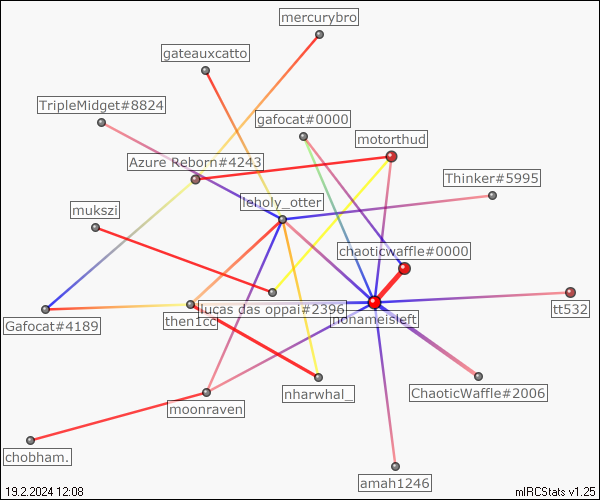 mercurybro
gateauxcatto
TripleMidget#8824
gafocat#0000
motorthud
Azure Reborn#4243
Thinker#5995
leholy_otter
mukszi
chaoticwaffle#0000
lucas das oppai#2396
tt532
nonameisleft
then1cc
Gafocat#4189
nharwhal_
ChaoticWaffle#2006
moonraven
chobham.
amah1246
19.2.2024 12:08
mIRCStats v1.25